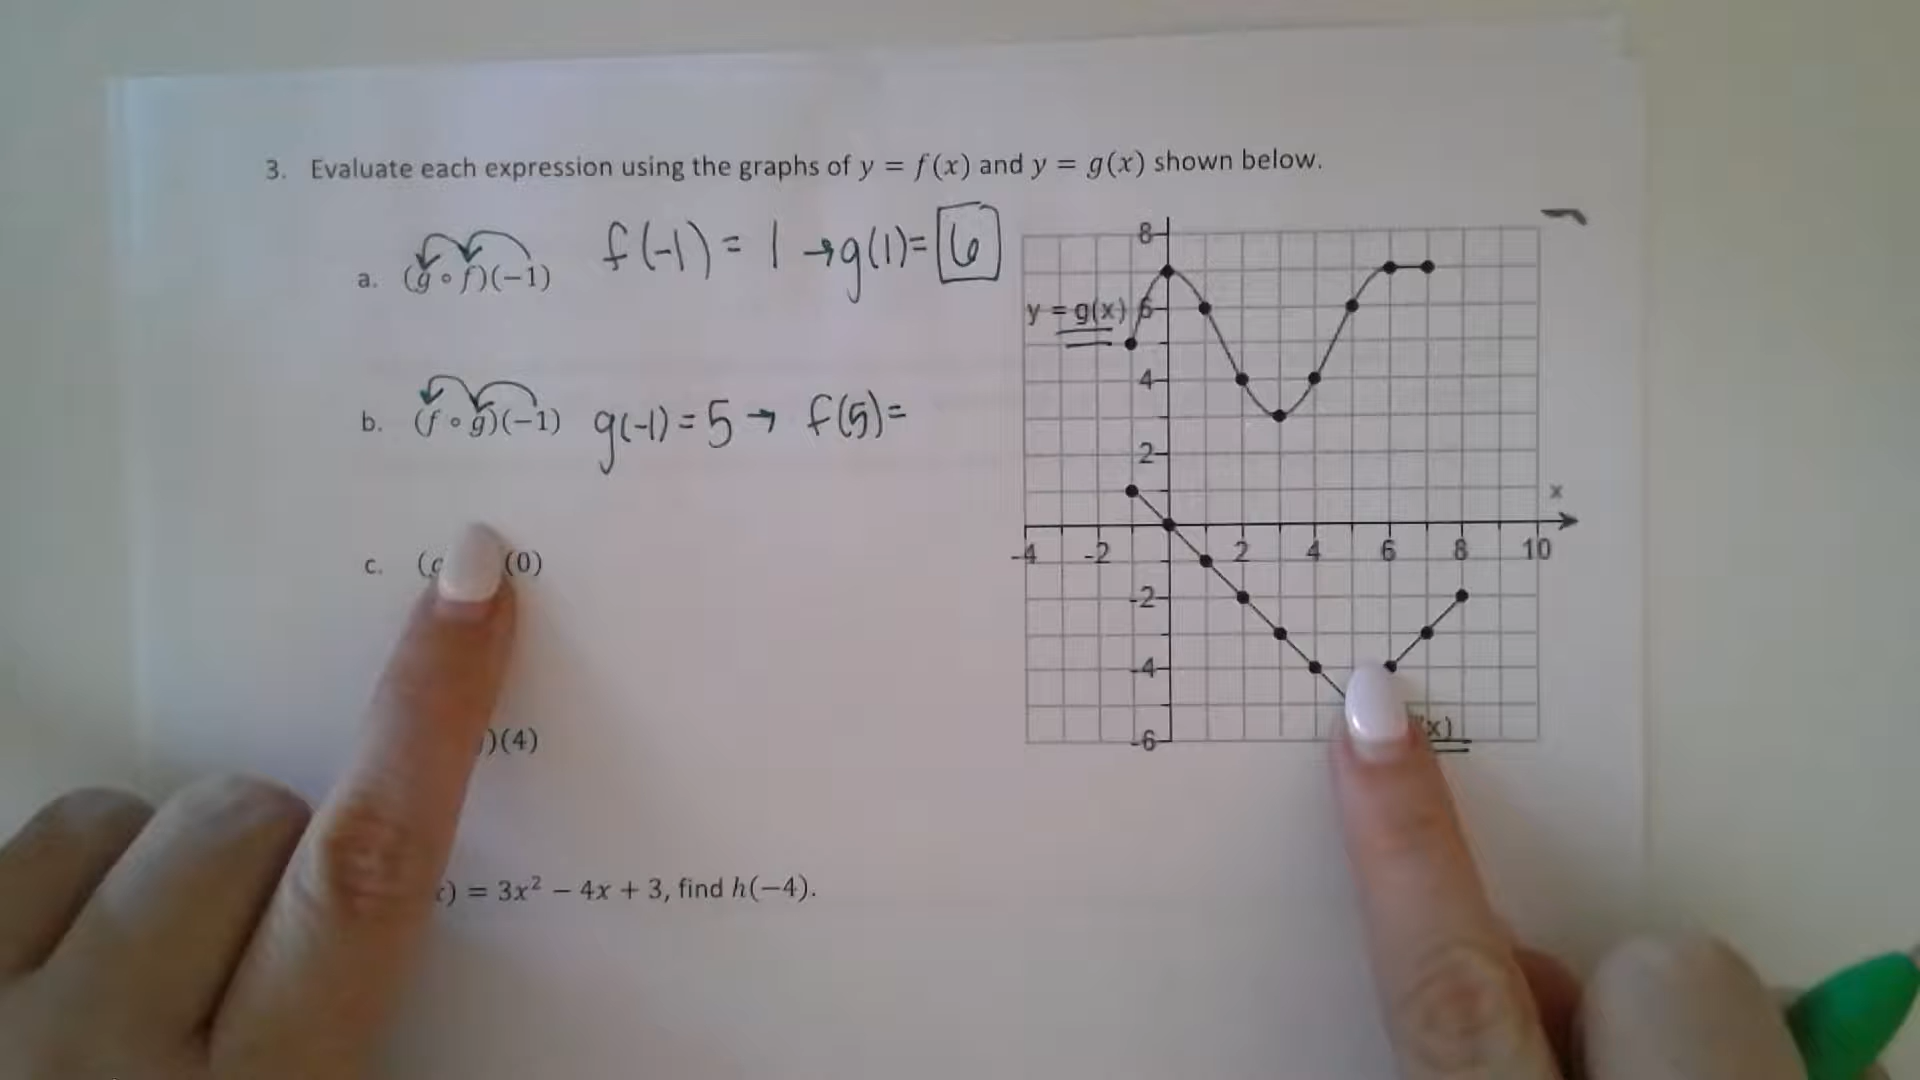 3. Evaluate each expression using the graphs of y = f(x) and y = g(x) shown below.
a. (g ∘ f)(−1) f(-1) = 1 → g(1) = 6
b. (f ∘ g)(−1) g(-1) = 5 → f(5) =
c. ( (0)
)(4)
) = 3x² − 4x + 3, find h(−4).
8
y = g(x) 6
4
2
x
-4 -2 2 4 6 8 10
-2
-4
(x)
-6